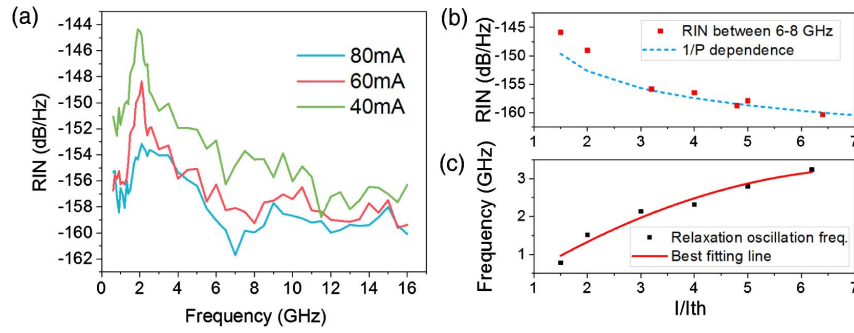 (a)
-144
-146
-148
-150
-152
-154
-156
-158
-160
-162
RIN (dB/Hz)
80mA
60mA
40mA
0 2 4 6 8 10 12 14 16
Frequency (GHz)
(b)
-145
-150
-155
-160
RIN (dB/Hz)
RIN between 6-8 GHz
1/P dependence
1 2 3 4 5 6 7
(c)
3
2
1
Frequency (GHz)
Relaxation oscillation freq.
Best fitting line
1 2 3 4 5 6 7
I/Ith